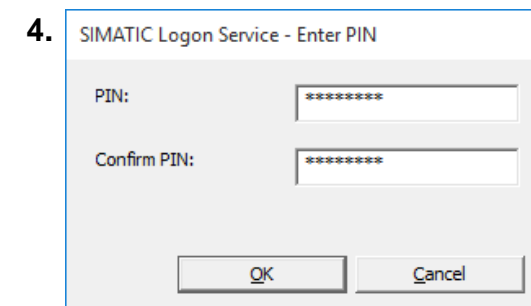 4.
SIMATIC Logon Service - Enter PIN
PIN: ********
Confirm PIN: ********
OK Cancel